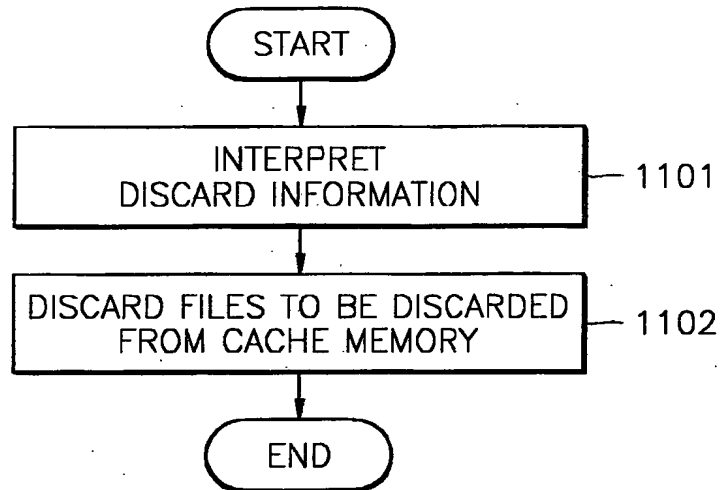 START
INTERPRET
DISCARD INFORMATION
1101
DISCARD FILES TO BE DISCARDED
FROM CACHE MEMORY
1102
END